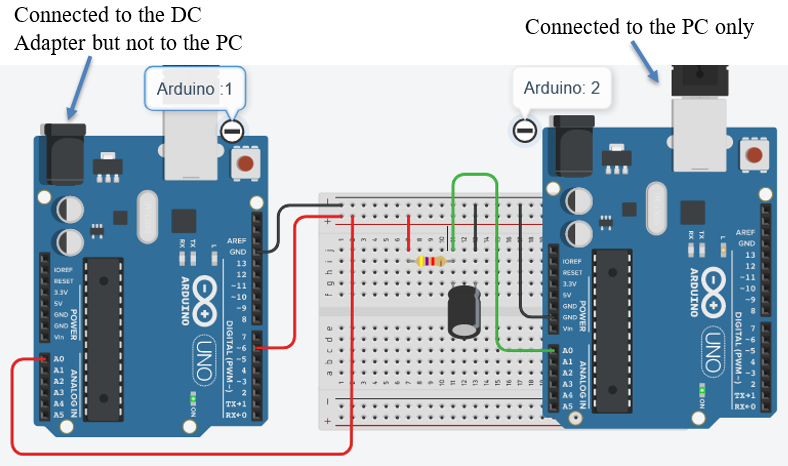 Connected to the DC
Adapter but not to the PC
Connected to the PC only
Arduino :1
Arduino: 2
AREF
GND
13
12
~11
~10
~9
8
7
~6
~5
4
~3
2
TX→1
RX←0
DIGITAL (PWM~)
IOREF
RESET
3.3V
5V
GND
GND
Vin
POWER
A0
A1
A2
A3
A4
A5
ANALOG IN
RX
TX
L
ARDUINO
UNO
ON
a b c d e
f g h i j
AREF
GND
13
12
~11
~10
~9
8
7
~6
~5
4
~3
2
TX→1
RX←0
DIGITAL (PWM~)
IOREF
RESET
3.3V
5V
GND
GND
Vin
POWER
A0
A1
A2
A3
A4
A5
ANALOG IN
RX
TX
L
ARDUINO
UNO
ON